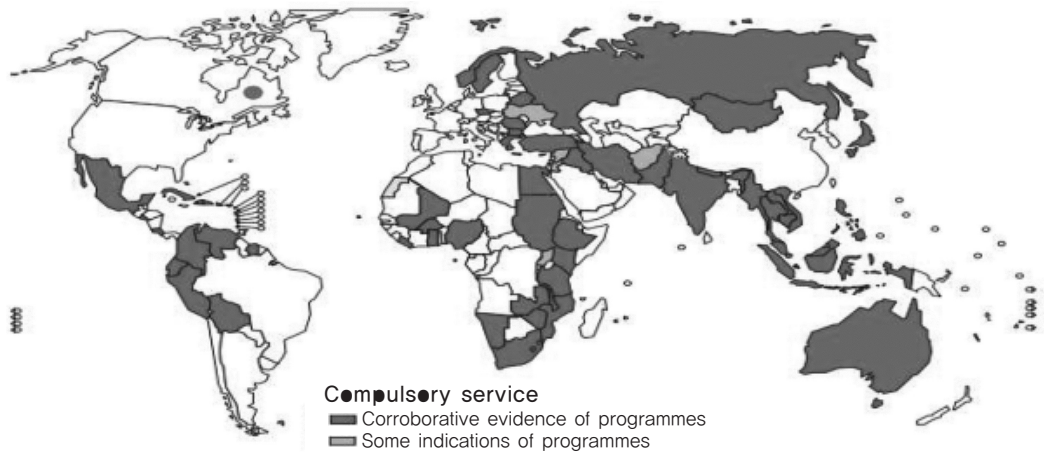 Compulsory service
Corroborative evidence of programmes
Some indications of programmes